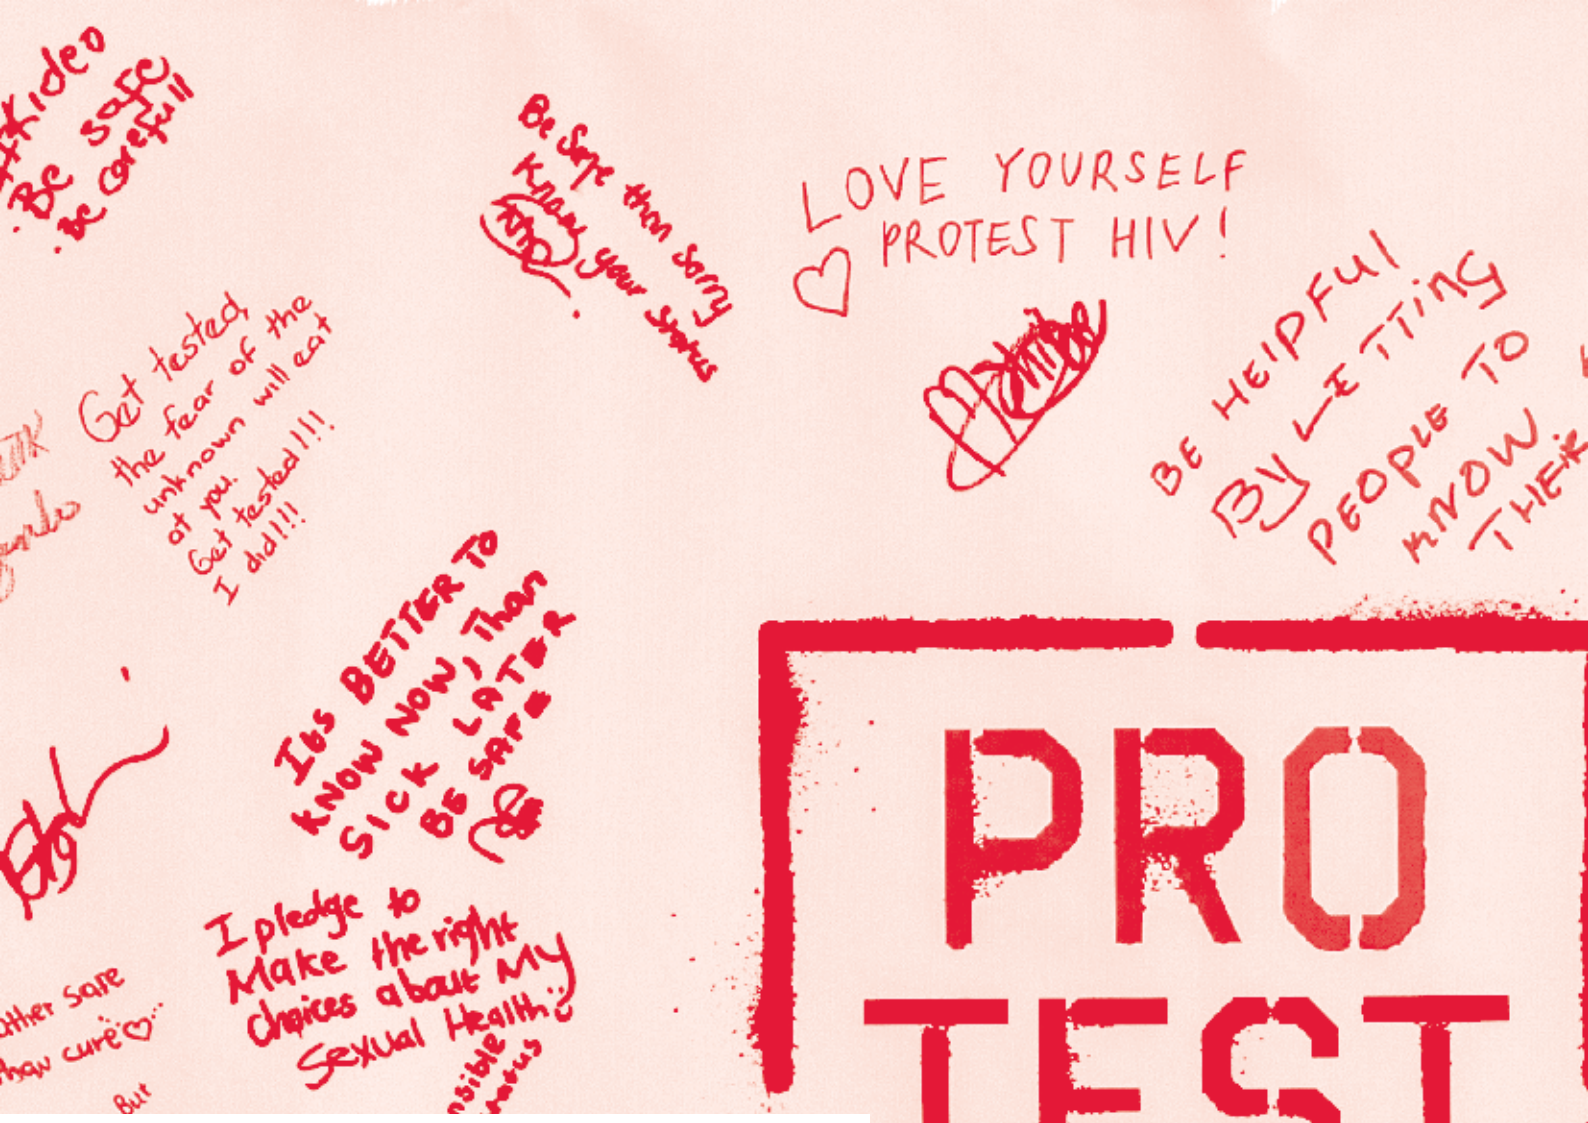 Be safe
Be carefull
Be Safe than sorry
Know your status
LOVE YOURSELF
PROTEST HIV!
BE HElPFUl
By LETTiNG
PEOPLE TO
KNOW
THEiR
Get tested,
the fear of the
unknown will eat
at you.
Get tested!!!
I did!!!
Its BETTER TO
KNOW NOW, Than
SICK LATER
BE SAFE
I pledge to
Make the right
choices about MY
Sexual Health
safe
than cure
But
PRO
TEST